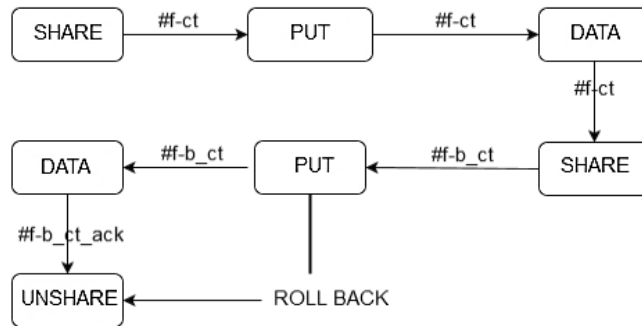 SHARE
#f-ct
PUT
#f-ct
DATA
#f-ct
SHARE
#f-b_ct
PUT
#f-b_ct
DATA
#f-b_ct_ack
UNSHARE
ROLL BACK